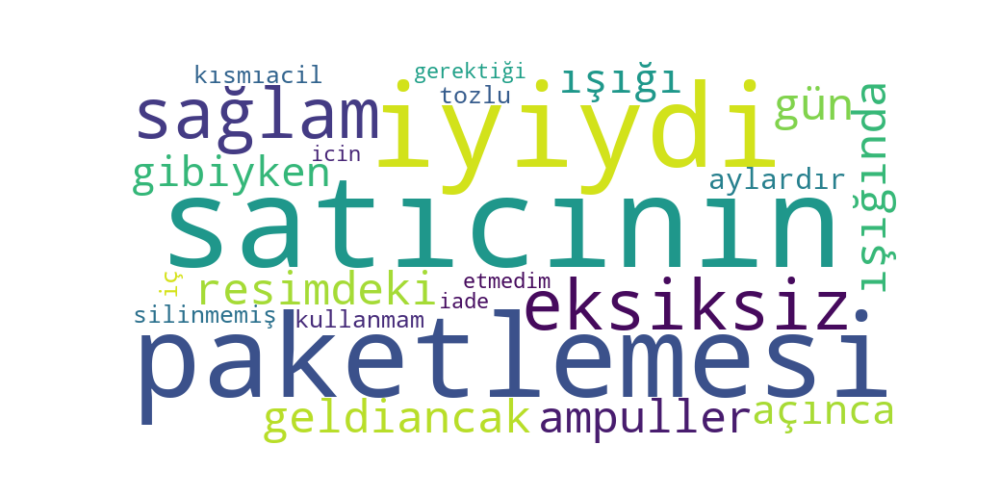 kısmıacil
gerektiği
tozlu
ışığı
iyiydi
sağlam
gün
ışığında
icin
gibiyken
aylardır
satıcının
iç
resimdeki
etmedim
iade
eksiksiz
silinmemiş
kullanmam
paketlemesi
geldiancak
ampuller
açınca